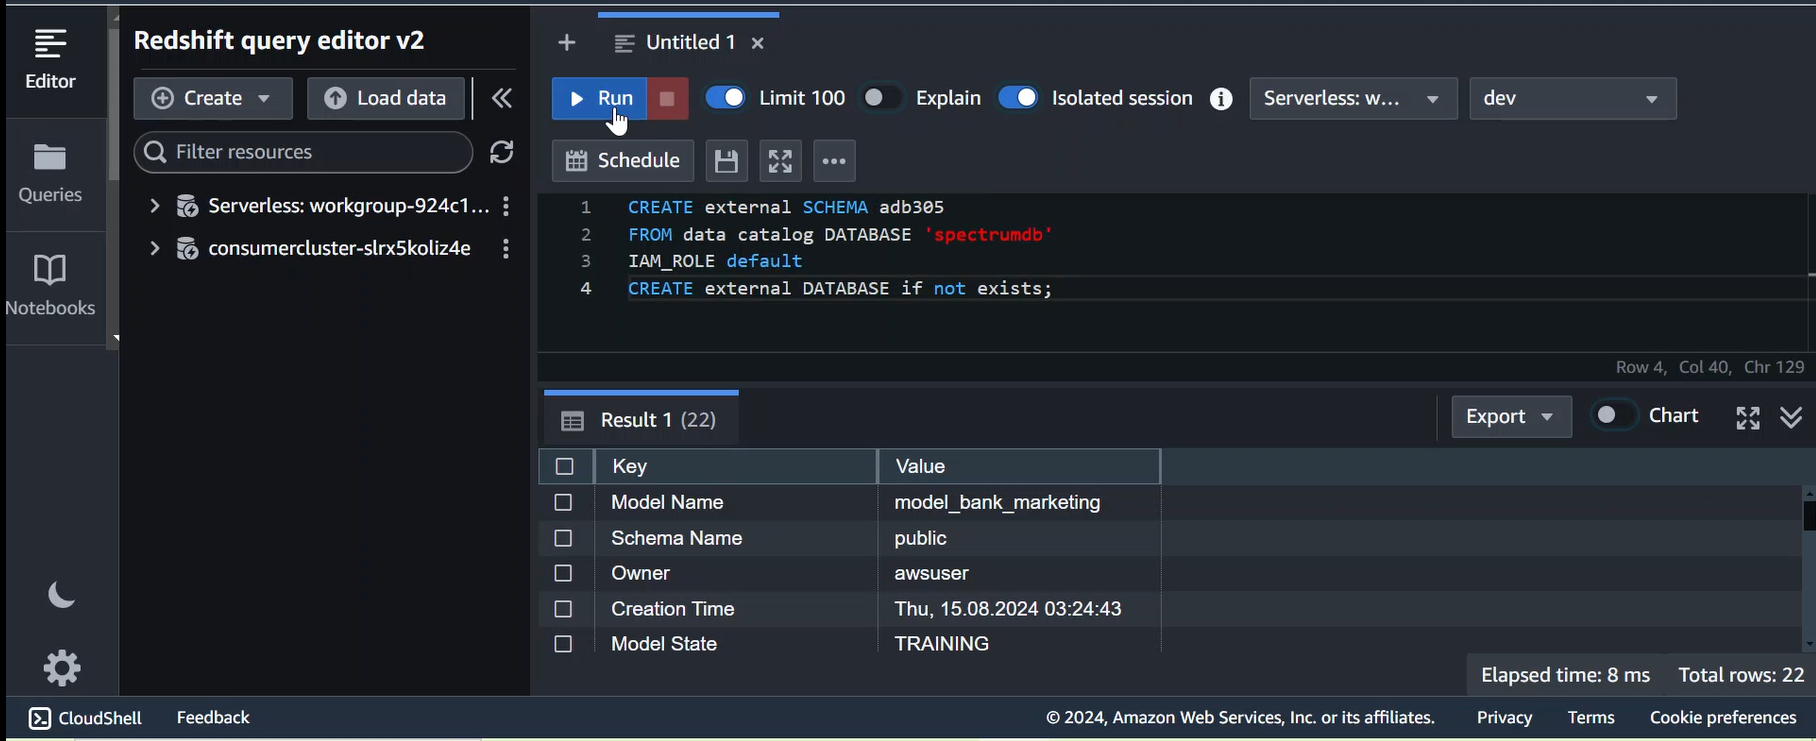 Redshift query editor v2
Editor
Queries
Notebooks
Create
Load data
Filter resources
Serverless: workgroup-924c1...
consumercluster-slrx5koliz4e
Untitled 1
Run
Limit 100
Explain
Isolated session
Serverless: w...
dev
Schedule
1 CREATE external SCHEMA adb305
2 FROM data catalog DATABASE 'spectrumdb'
3 IAM_ROLE default
4 CREATE external DATABASE if not exists;
Row 4, Col 40, Chr 129
Result 1 (22)
Export
Chart
Key Value
Model Name model_bank_marketing
Schema Name public
Owner awsuser
Creation Time Thu, 15.08.2024 03:24:43
Model State TRAINING
Elapsed time: 8 ms Total rows: 22
CloudShell Feedback © 2024, Amazon Web Services, Inc. or its affiliates. Privacy Terms Cookie preferences